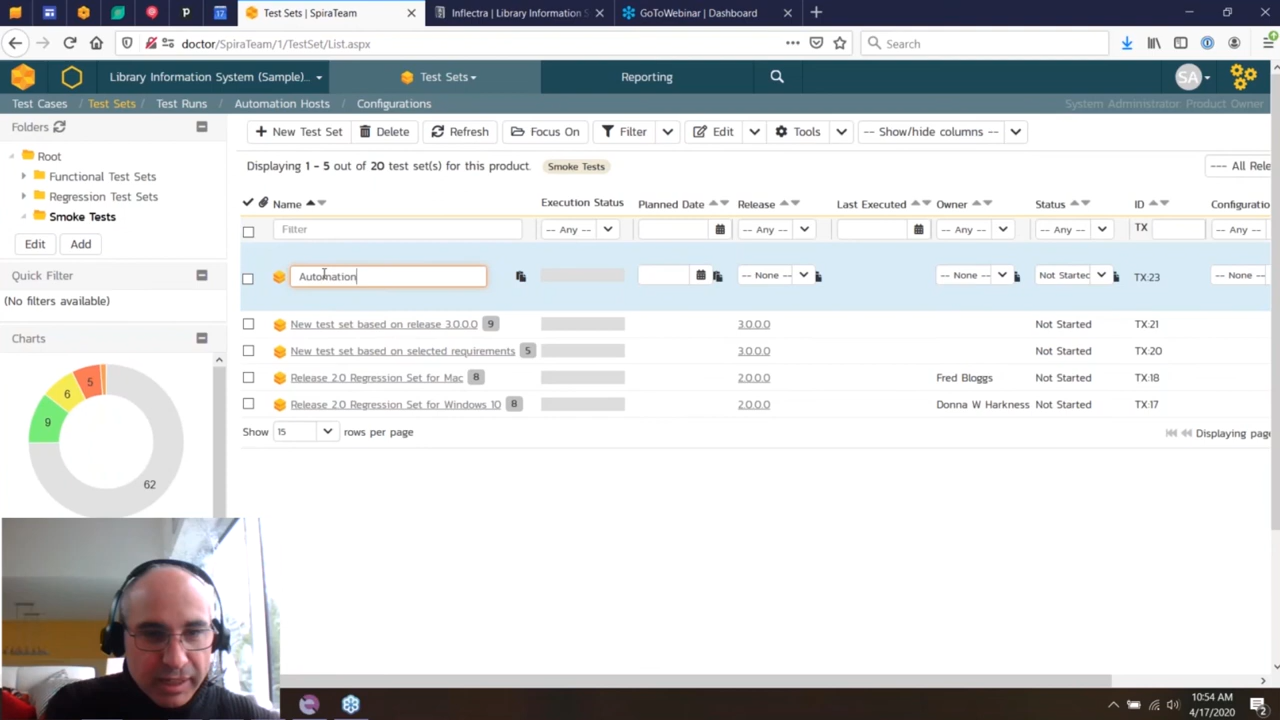 Test Sets | SpiraTeam
Inflectra | Library Information S
GoToWebinar | Dashboard
doctor/SpiraTeam/1/TestSet/List.aspx
Search
Library Information System (Sample)...
Test Sets
Reporting
SA
Test Cases / Test Sets / Test Runs / Automation Hosts / Configurations
System Administrator Product Owner
Folders
Root
Functional Test Sets
Regression Test Sets
Smoke Tests
Edit
Add
Quick Filter
(No filters available)
Charts
5
6
9
62
New Test Set
Delete
Refresh
Focus On
Filter
Edit
Tools
-- Show/hide columns --
Displaying 1 - 5 out of 20 test set(s) for this product.
Smoke Tests
--- All Rele
Name Execution Status Planned Date Release Last Executed Owner Status ID Configuratio
Filter -- Any -- -- Any -- -- Any -- -- Any -- TX -- Any --
Automation -- None -- -- None -- Not Startec TX:23 -- None --
New test set based on release 3.0.0.0 9 3.0.0.0 Not Started TX:21
New test set based on selected requirements 5 3.0.0.0 Not Started TX:20
Release 2.0 Regression Set for Mac 8 2.0.0.0 Fred Bloggs Not Started TX:18
Release 2.0 Regression Set for Windows 10 8 2.0.0.0 Donna W Harkness Not Started TX:17
Show 15 rows per page
Displaying page
10:54 AM
4/17/2020
2